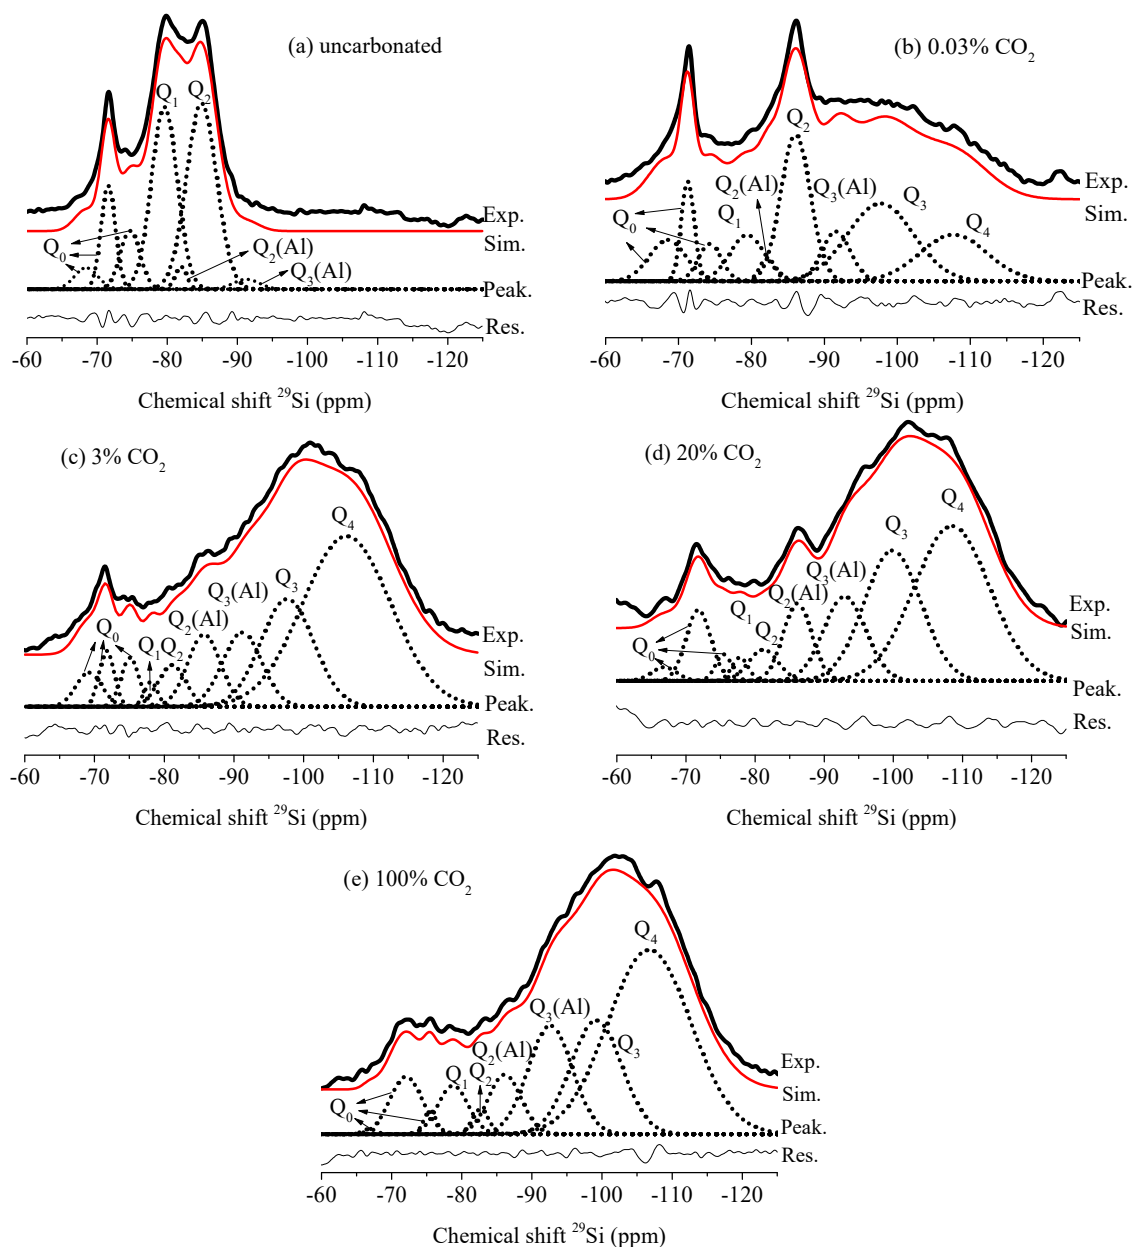 (a) uncarbonated
Q1 Q2
Q0
Q2(Al)
Q3(Al)
Exp.
Sim.
Peak.
Res.
-60 -70 -80 -90 -100 -110 -120
Chemical shift 29Si (ppm)
(b) 0.03% CO2
Q2
Q2(Al)
Q3(Al)
Q3
Q0
Q1
Q4
Exp.
Sim.
Peak.
Res.
-60 -70 -80 -90 -100 -110 -120
Chemical shift 29Si (ppm)
(c) 3% CO2
Q4
Q3
Q3(Al)
Q2(Al)
Q0
Q1 Q2
Exp.
Sim.
Peak.
Res.
-60 -70 -80 -90 -100 -110 -120
Chemical shift 29Si (ppm)
(d) 20% CO2
Q4
Q3
Q3(Al)
Q2(Al)
Q1
Q2
Q0
Exp.
Sim.
Peak.
Res.
-60 -70 -80 -90 -100 -110 -120
Chemical shift 29Si (ppm)
(e) 100% CO2
Q4
Q3(Al)
Q3
Q2(Al)
Q1 Q2
Q0
Exp.
Sim.
Peak.
Res.
-60 -70 -80 -90 -100 -110 -120
Chemical shift 29Si (ppm)